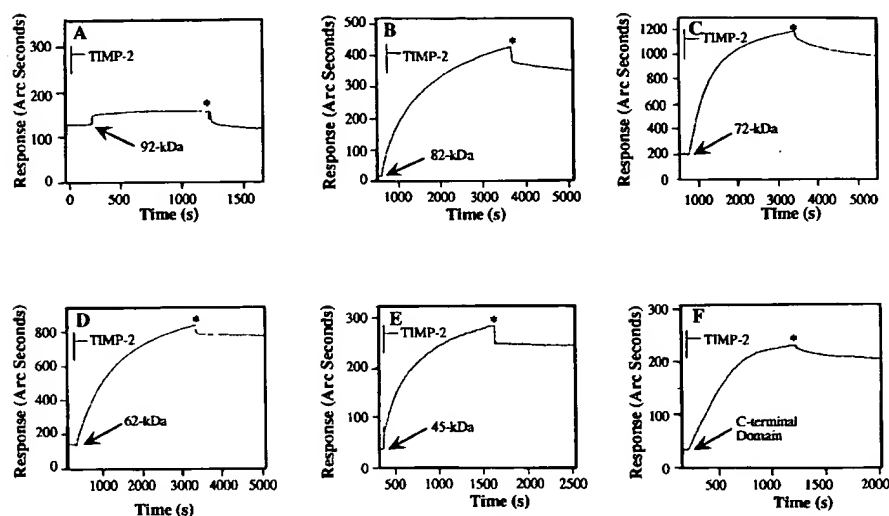 A
Response (Arc Seconds)
300
200
100
0
TIMP-2
*
92-kDa
0
500
1000
1500
Time (s)
B
Response (Arc Seconds)
500
400
300
200
100
0
TIMP-2
*
82-kDa
1000
2000
3000
4000
5000
Time (s)
C
Response (Arc Seconds)
1200
1000
800
600
400
200
0
TIMP-2
*
72-kDa
1000
2000
3000
4000
5000
Time (s)
D
Response (Arc Seconds)
800
600
400
200
0
TIMP-2
*
62-kDa
1000
2000
3000
4000
5000
Time (s)
E
Response (Arc Seconds)
300
200
100
0
TIMP-2
*
45-kDa
500
1000
1500
2000
2500
Time (s)
F
Response (Arc Seconds)
300
200
100
0
TIMP-2
*
C-terminal
Domain
500
1000
1500
2000
Time (s)